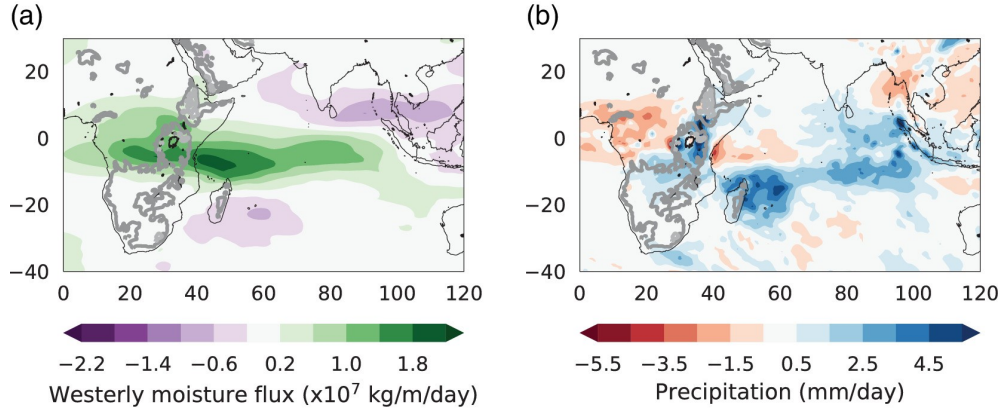 (a)
(b)
20
0
−20
−40
0 20 40 60 80 100 120
20
0
−20
−40
0 20 40 60 80 100 120
−2.2 −1.4 −0.6 0.2 1.0 1.8
Westerly moisture flux (x10⁷ kg/m/day)
−5.5 −3.5 −1.5 0.5 2.5 4.5
Precipitation (mm/day)